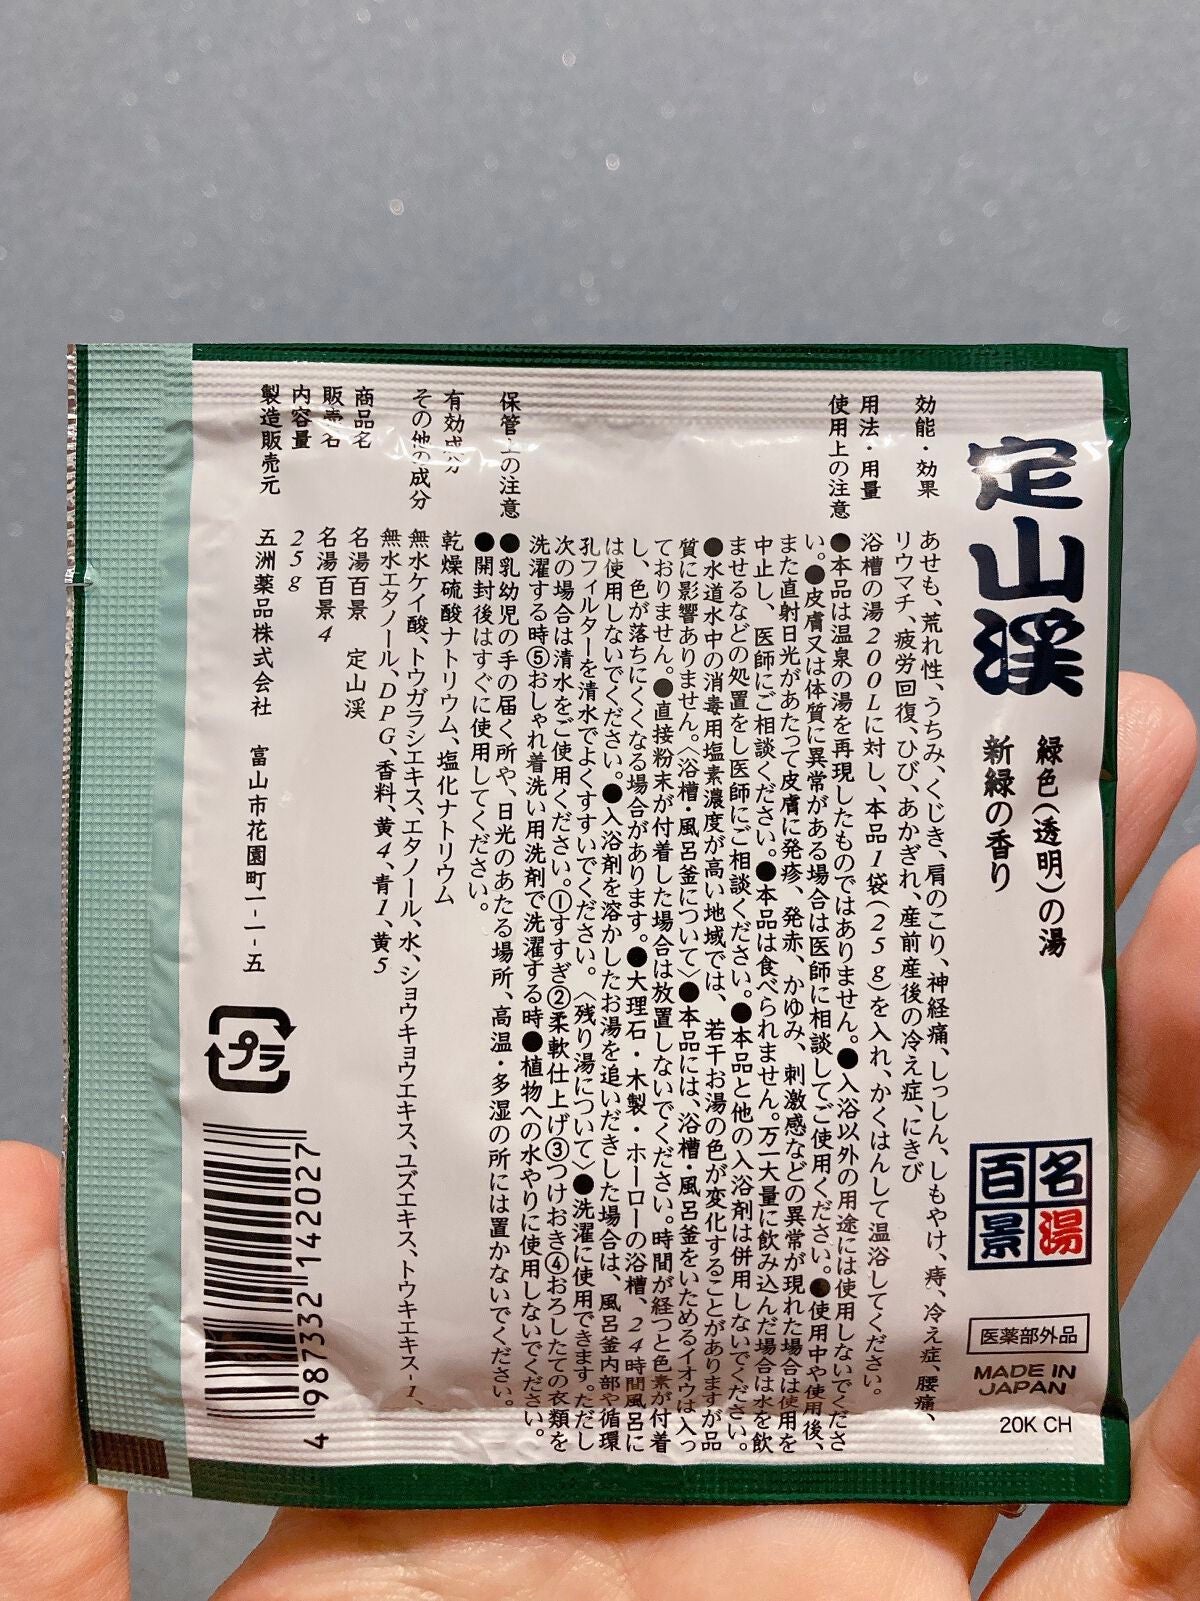 定山渓
緑色(透明)の湯
新緑の香り
名湯
百景
医薬部外品
MADE IN
JAPAN
20K CH
効能・効果
あせも、荒れ性、うちみ、くじき、肩のこり、神経痛、しっしん、しもやけ、痔、冷え症、腰痛、
リウマチ、疲労回復、ひび、あかぎれ、産前産後の冷え症、にきび
用法・用量
浴槽の湯200Lに対し、本品1袋(25g)を入れ、かくはんして温浴してください。
使用上の注意
●本品は温泉の湯を再現したものではありません。●入浴以外の用途には使用しないでくださ
い。●皮膚又は体質に異常がある場合は医師に相談してご使用ください。●使用中や使用後、
また直射日光があたって皮膚に発疹、発赤、かゆみ、刺激感などの異常が現れた場合は使用を
中止し、医師にご相談ください。●本品は食べられません。万一大量に飲み込んだ場合は水を飲
ませるなどの処置をし医師にご相談ください。●本品と他の入浴剤は併用しないでください。
●水道水中の消毒用塩素濃度が高い地域では、若干お湯の色が変化することがありますが品
質に影響ありません。〈浴槽・風呂釜について〉●本品には、浴槽・風呂釜をいためるイオウは入っ
ておりません。●直接粉末が付着した場合は放置しないでください。時間が経つと色素が付着
し、色が落ちにくくなる場合があります。●大理石・木製・ホーローの浴槽、24時間風呂に
は使用しないでください。●入浴剤を溶かしたお湯を追いだきした場合は、風呂釜内部や循環
孔フィルターを清水でよくすすいでください。〈残り湯について〉●洗濯に使用できます。ただし
次の場合は清水をご使用ください。①すすぎ②柔軟仕上げ③つけおき④おろしたての衣類を
洗濯する時⑤おしゃれ着洗い用洗剤で洗濯する時●植物への水やりに使用しないでください。
保管上の注意
●乳幼児の手の届く所や、日光のあたる場所、高温・多湿の所には置かないでください。
●開封後はすぐに使用してください。
有効成分
乾燥硫酸ナトリウム、塩化ナトリウム
その他の成分
無水ケイ酸、トウガラシエキス、エタノール、水、ショウキョウエキス、ユズエキス、トウキエキス-1、
無水エタノール、DPG、香料、黄4、青1、黄5
商品名
名湯百景 定山渓
販売名
名湯百景4
内容量
25g
製造販売元
五洲薬品株式会社 富山市花園町一-一-五
プラ
4 987332 142027